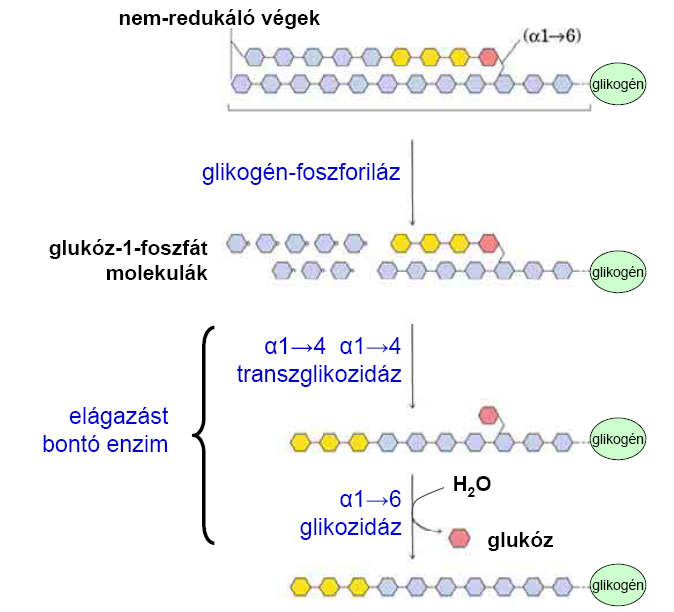 nem-redukáló végek
(α1→6)
glikogén
glikogén-foszforiláz
glukóz-1-foszfát
molekulák
glikogén
α1→4 α1→4
transzglikozidáz
elágazást
bontó enzim
glikogén
α1→6
glikozidáz
H₂O
glukóz
glikogén